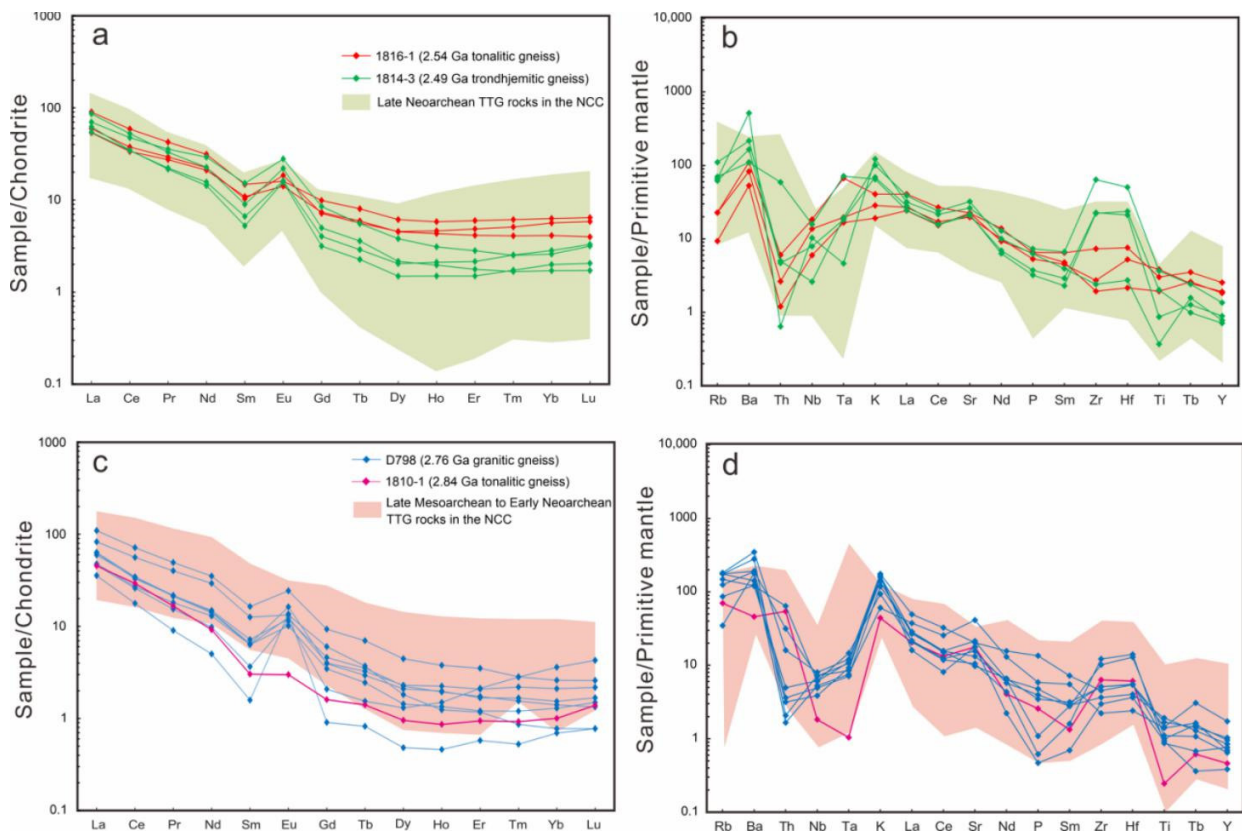 a
1000
100
10
1
0.1
Sample/Chondrite
1816-1 (2.54 Ga tonalitic gneiss)
1814-3 (2.49 Ga trondhjemitic gneiss)
Late Neoarchean TTG rocks in the NCC
La Ce Pr Nd Sm Eu Gd Tb Dy Ho Er Tm Yb Lu
b
10,000
1000
100
10
1
0.1
Sample/Primitive mantle
Rb Ba Th Nb Ta K La Ce Sr Nd P Sm Zr Hf Ti Tb Y
c
1000
100
10
1
0.1
Sample/Chondrite
D798 (2.76 Ga granitic gneiss)
1810-1 (2.84 Ga tonalitic gneiss)
Late Mesoarchean to Early Neoarchean
TTG rocks in the NCC
La Ce Pr Nd Sm Eu Gd Tb Dy Ho Er Tm Yb Lu
d
10,000
1000
100
10
1
0.1
Sample/Primitive mantle
Rb Ba Th Nb Ta K La Ce Sr Nd P Sm Zr Hf Ti Tb Y